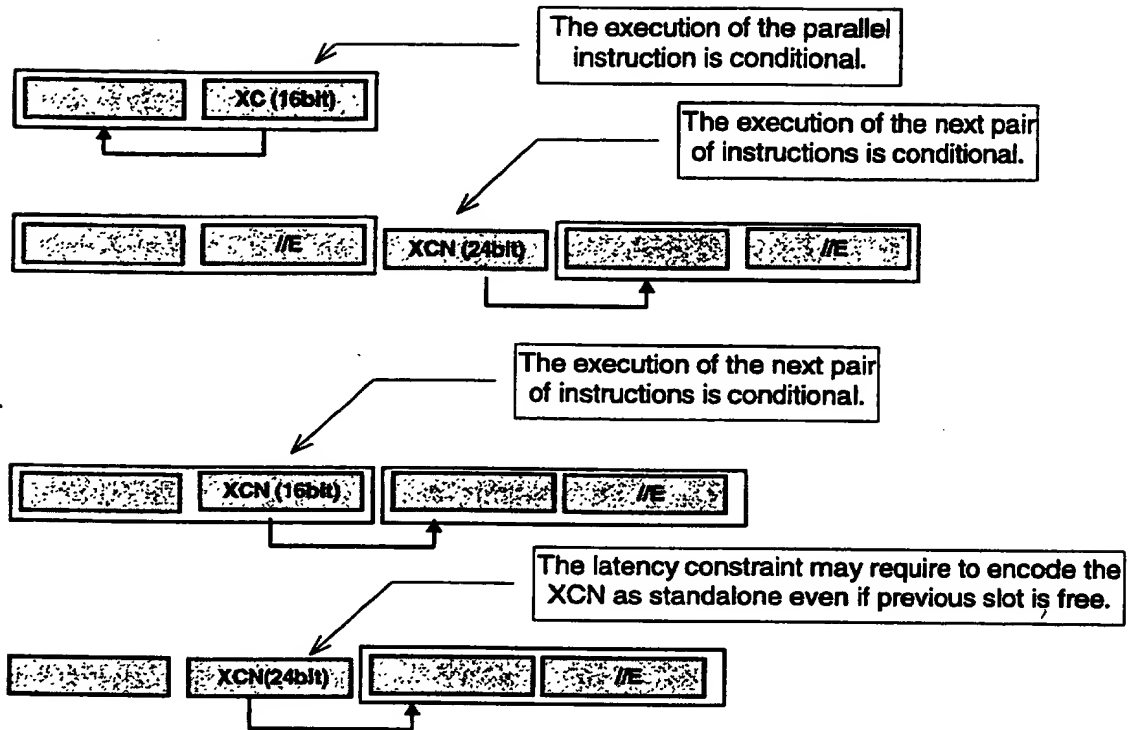 The execution of the parallel
instruction is conditional.
XC (16bit)
The execution of the next pair
of instructions is conditional.
//E
XCN (24bit)
//E
The execution of the next pair
of instructions is conditional.
XCN (16bit)
//E
The latency constraint may require to encode the
XCN as standalone even if previous slot is free.
XCN(24bit)
//E